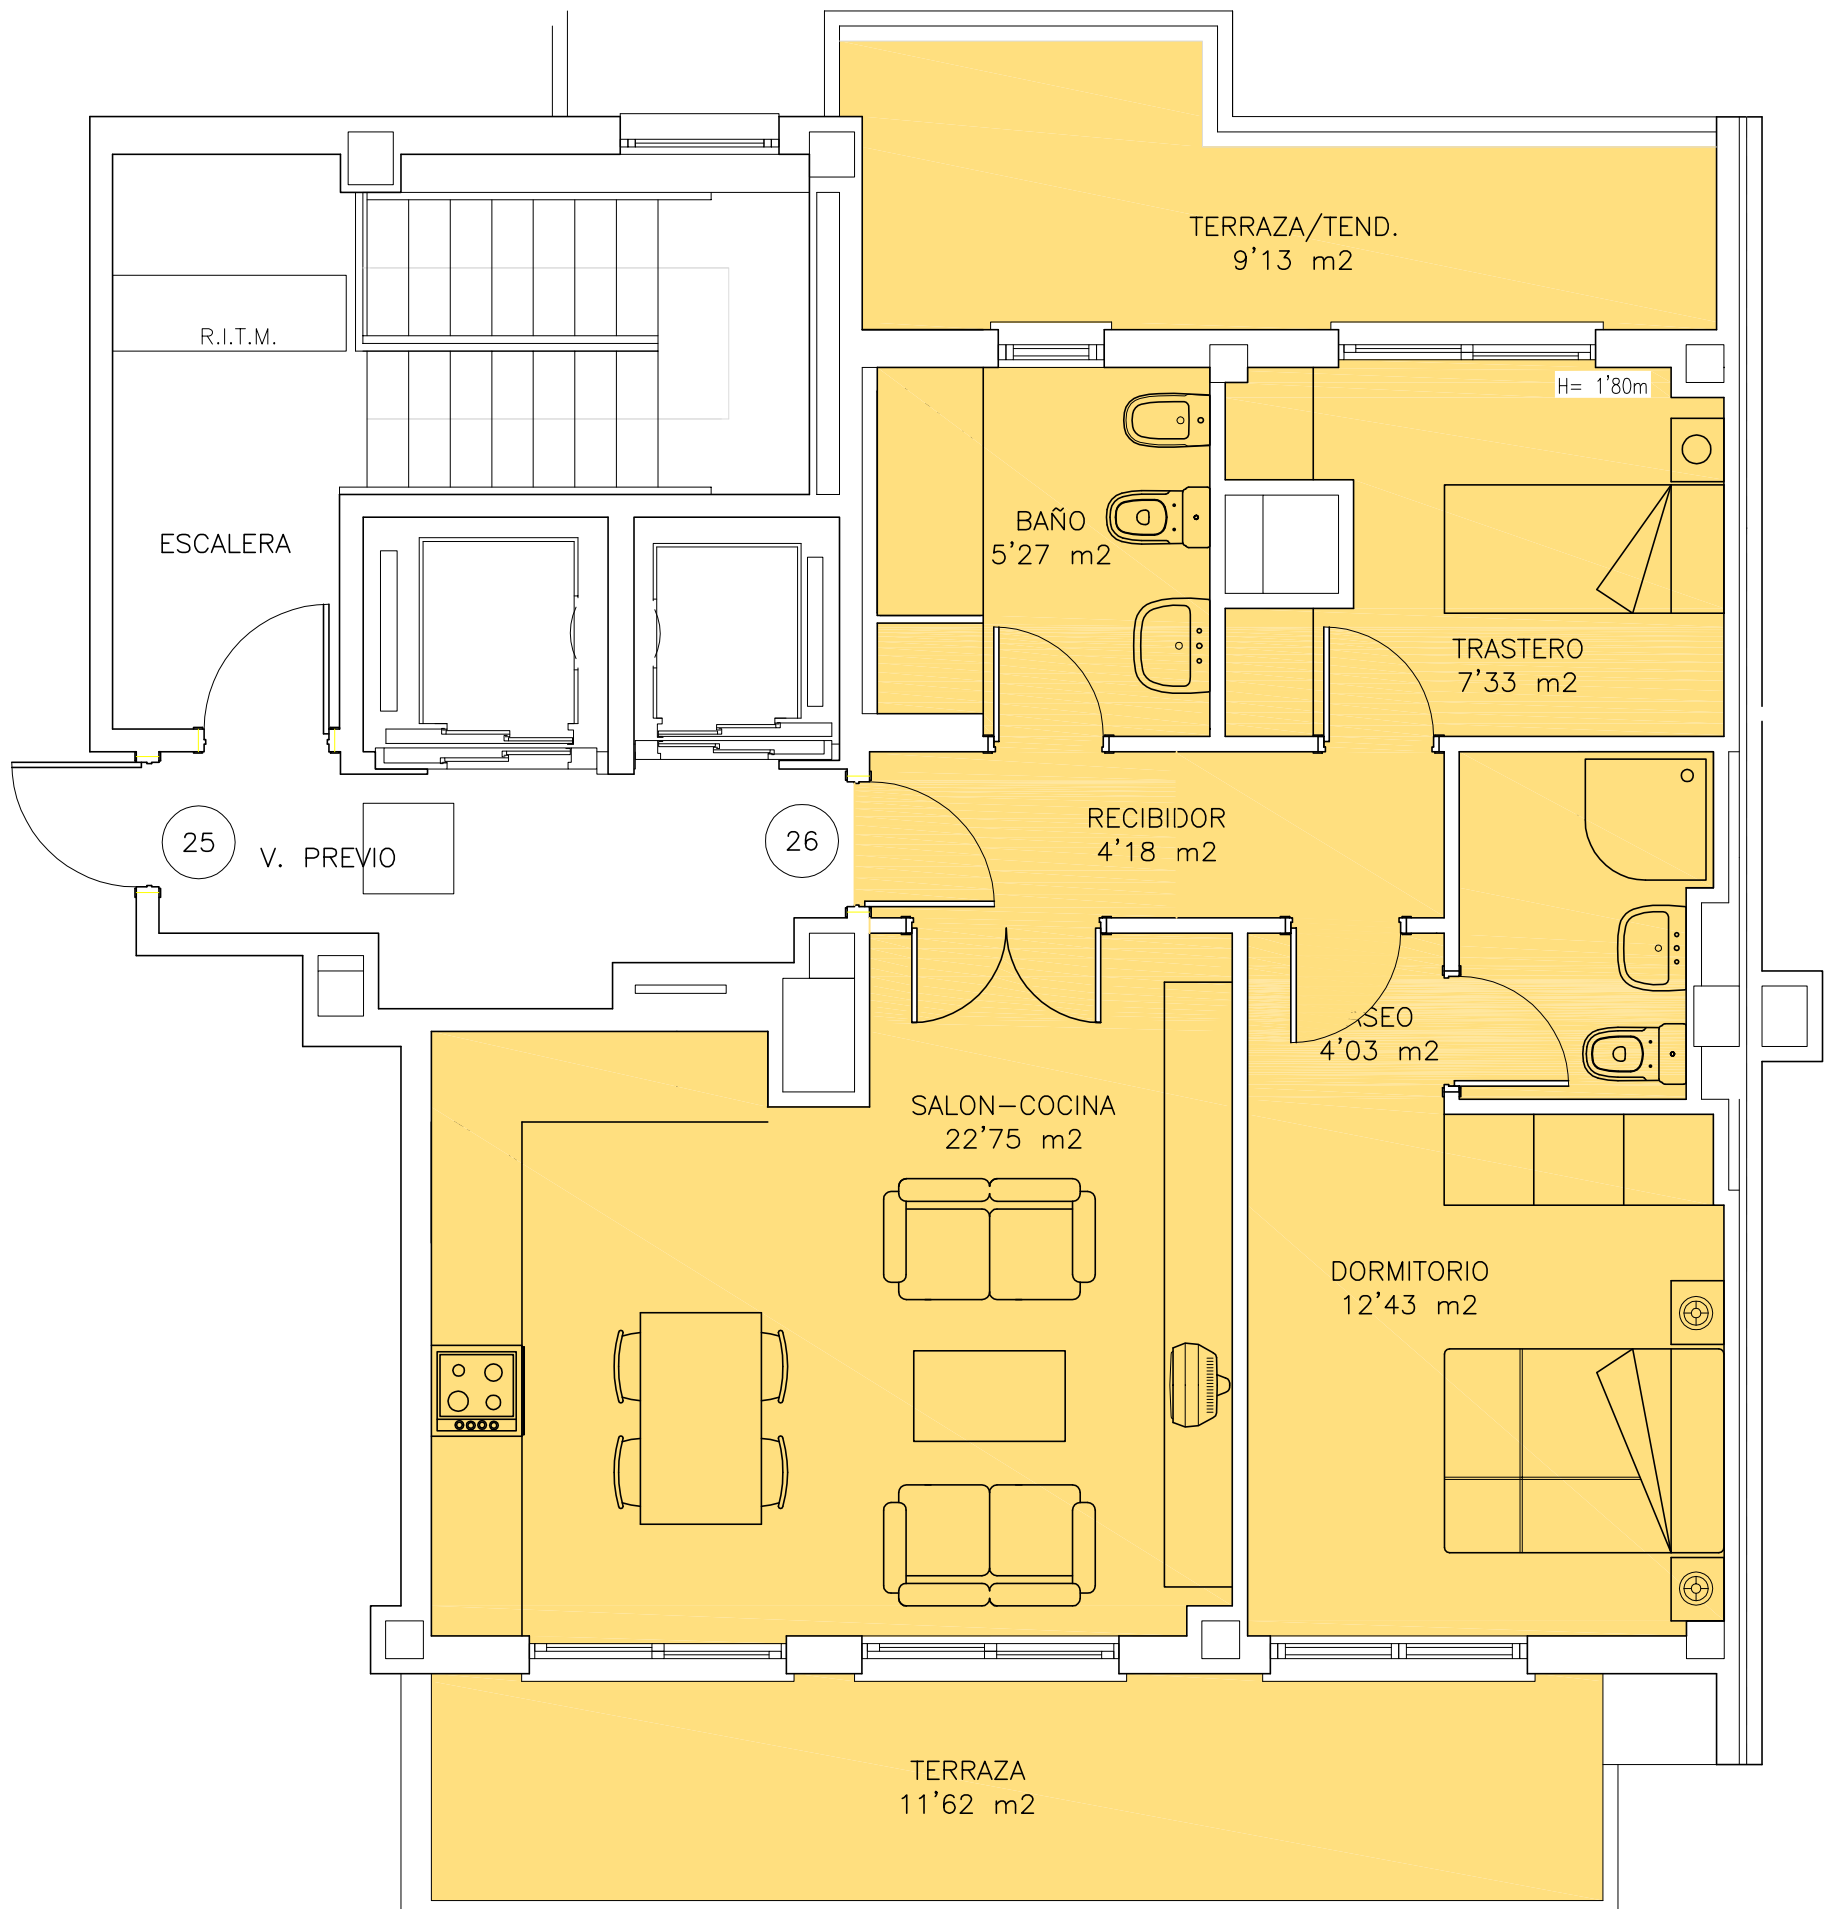 TERRAZA/TEND.
9'13 m2
R.I.T.M.
H= 1'80m
BAÑO
5'27 m2
ESCALERA
TRASTERO
7'33 m2
RECIBIDOR
4'18 m2
25
V. PREVIO
26
ASEO
4'03 m2
SALON-COCINA
22'75 m2
DORMITORIO
12'43 m2
TERRAZA
11'62 m2